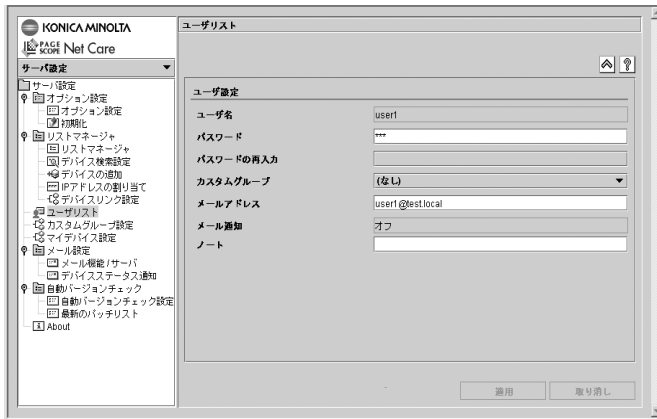 KONICA MINOLTA
PAGE SCOPE Net Care
サーバ設定
サーバ設定
オプション設定
オプション設定
初期化
リストマネージャ
リストマネージャ
デバイス検索設定
デバイスの追加
IPアドレスの割り当て
デバイスリンク設定
ユーザリスト
カスタムグループ設定
マイデバイス設定
メール設定
メール機能/サーバ
デバイスステータス通知
自動バージョンチェック
自動バージョンチェック設定
最新のパッチリスト
About
ユーザリスト
?
ユーザ設定
ユーザ名 user1
パスワード ***
パスワードの再入力
カスタムグループ (なし)
メールアドレス user1@test.local
メール通知 オフ
ノート
適用 取り消し